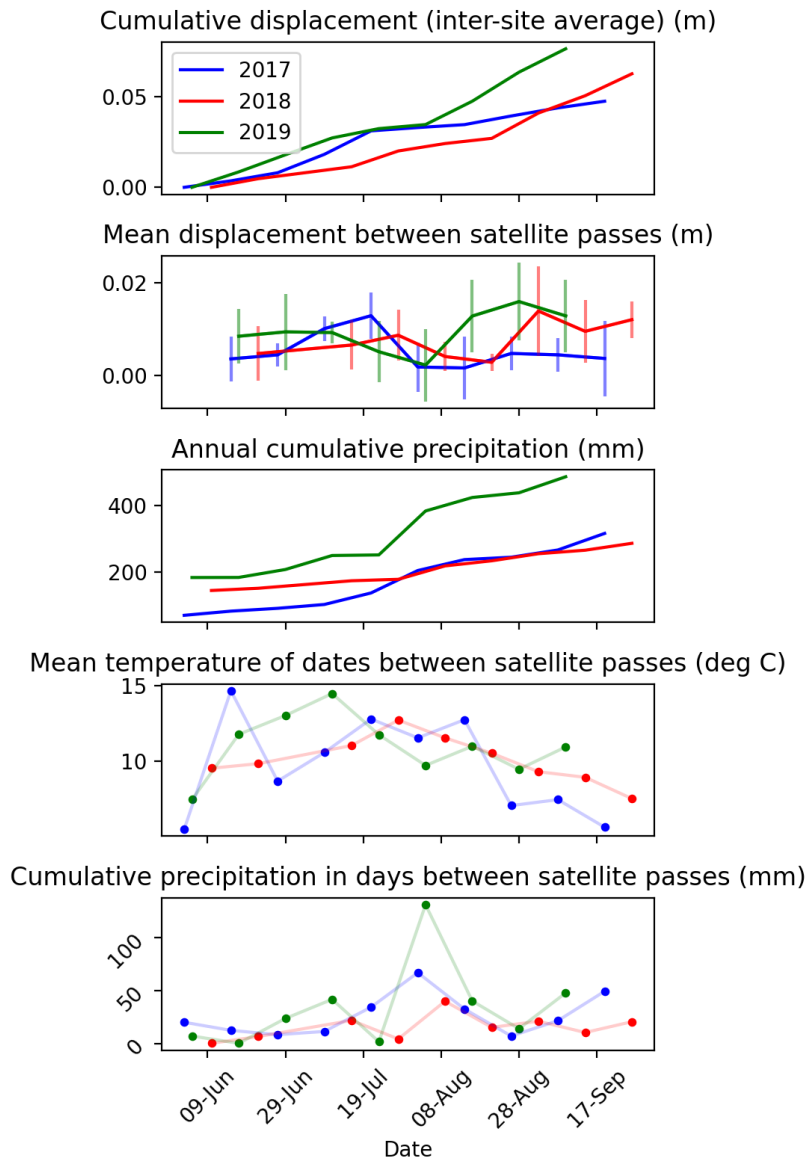 Cumulative displacement (inter-site average) (m)
2017
2018
2019
0.05
0.00
Mean displacement between satellite passes (m)
0.02
0.00
Annual cumulative precipitation (mm)
400
200
Mean temperature of dates between satellite passes (deg C)
15
10
Cumulative precipitation in days between satellite passes (mm)
100
50
0
09-Jun 29-Jun 19-Jul 08-Aug 28-Aug 17-Sep
Date